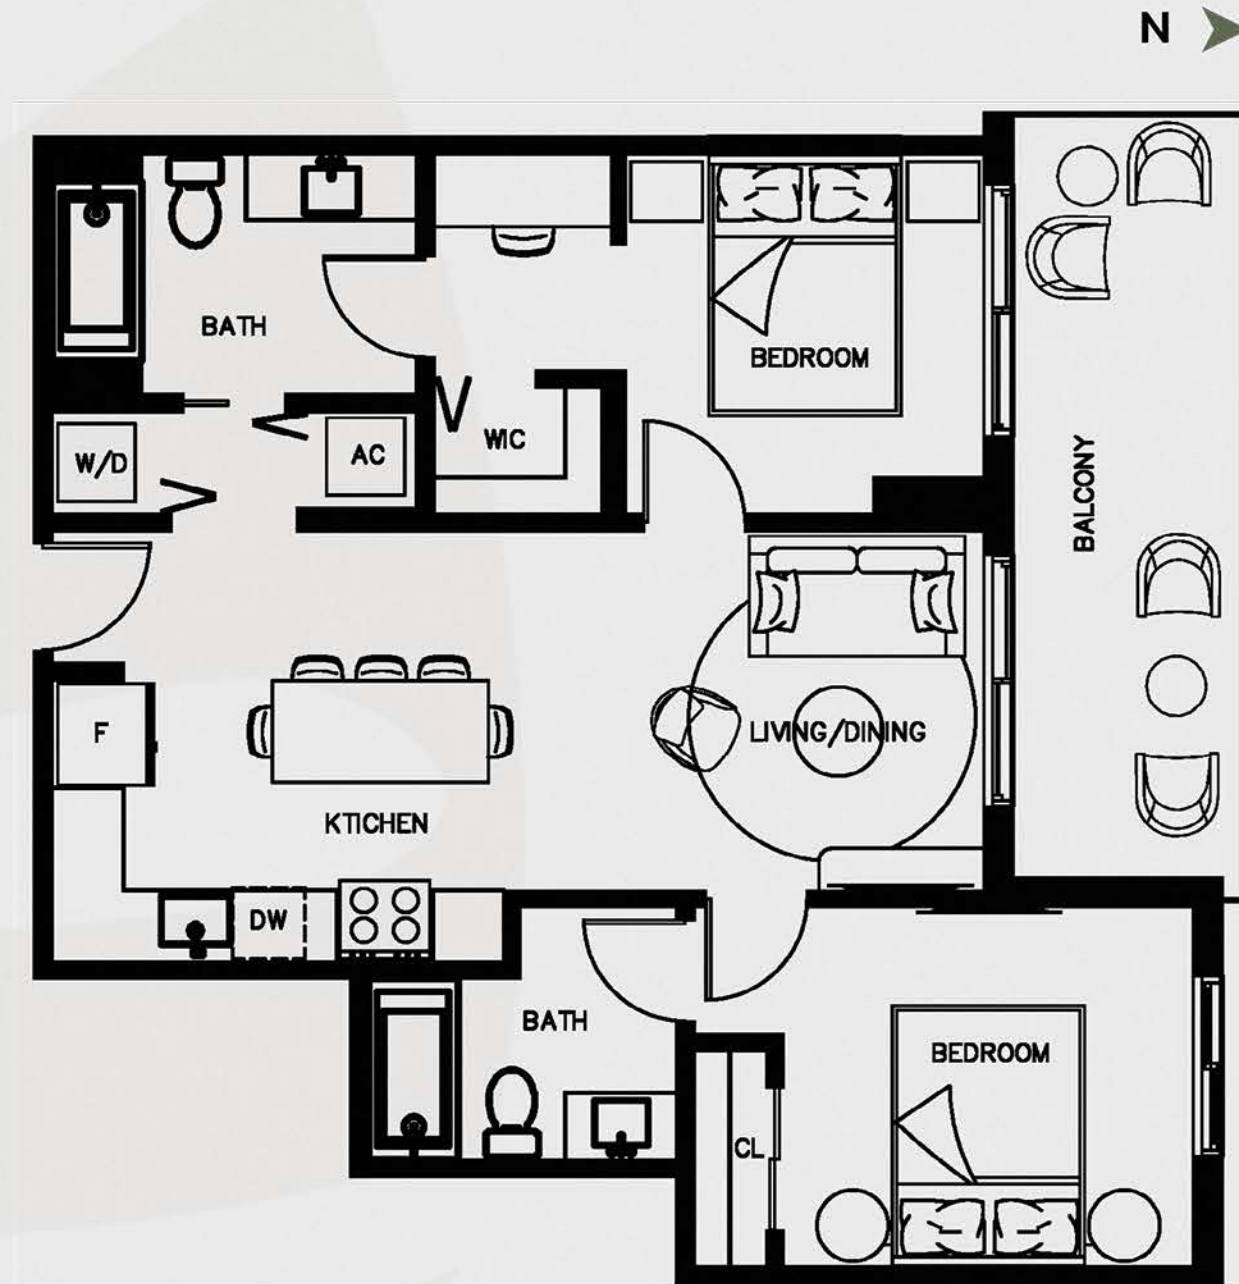 N
BATH
BEDROOM
W/D
AC
WIC
BALCONY
F
LIVING/DINING
KTICHEN
DW
BATH
BEDROOM
CL